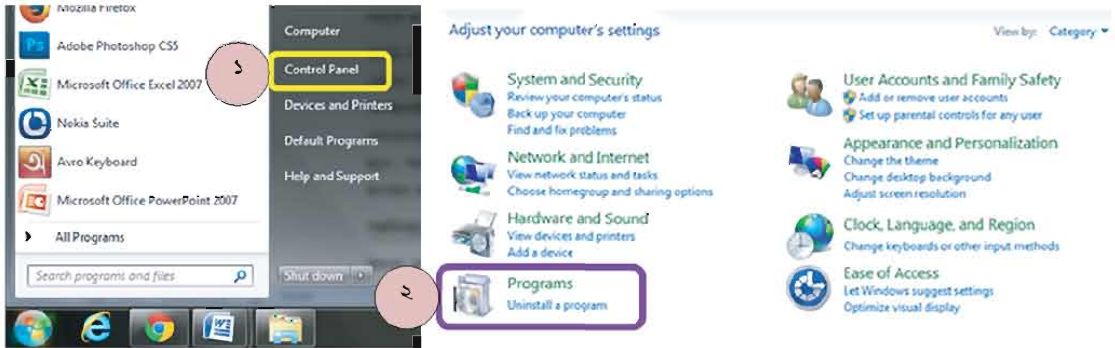 Mozilla Firefox
Adobe Photoshop CS5
Microsoft Office Excel 2007
Nokia Suite
Avro Keyboard
Microsoft Office PowerPoint 2007
All Programs
Search programs and files
Computer
১
Control Panel
Devices and Printers
Default Programs
Help and Support
Shut down
২
Adjust your computer's settings
View by: Category
System and Security
Review your computer's status
Back up your computer
Find and fix problems
Network and Internet
View network status and tasks
Choose homegroup and sharing options
Hardware and Sound
View devices and printers
Add a device
Programs
Uninstall a program
User Accounts and Family Safety
Add or remove user accounts
Set up parental controls for any user
Appearance and Personalization
Change the theme
Change desktop background
Adjust screen resolution
Clock, Language, and Region
Change keyboards or other input methods
Ease of Access
Let Windows suggest settings
Optimize visual display